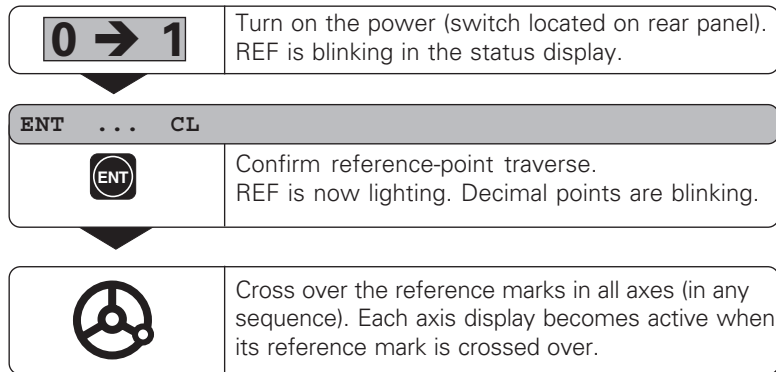 0 → 1
Turn on the power (switch located on rear panel).
REF is blinking in the status display.
ENT ... CL
ENT
Confirm reference-point traverse.
REF is now lighting. Decimal points are blinking.
Cross over the reference marks in all axes (in any
sequence). Each axis display becomes active when
its reference mark is crossed over.